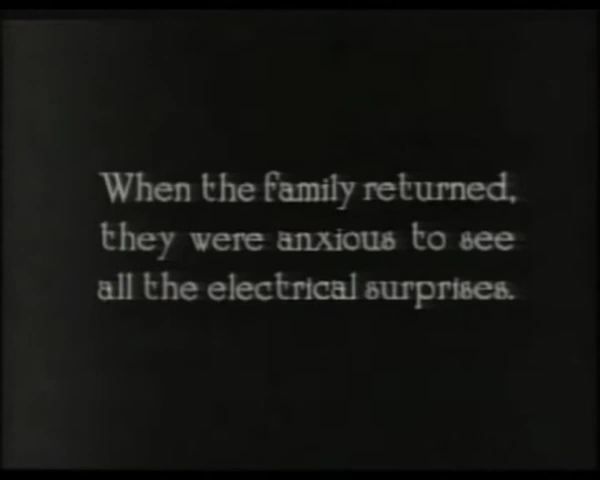 When the family returned,
they were anxious to see
all the electrical surprises.